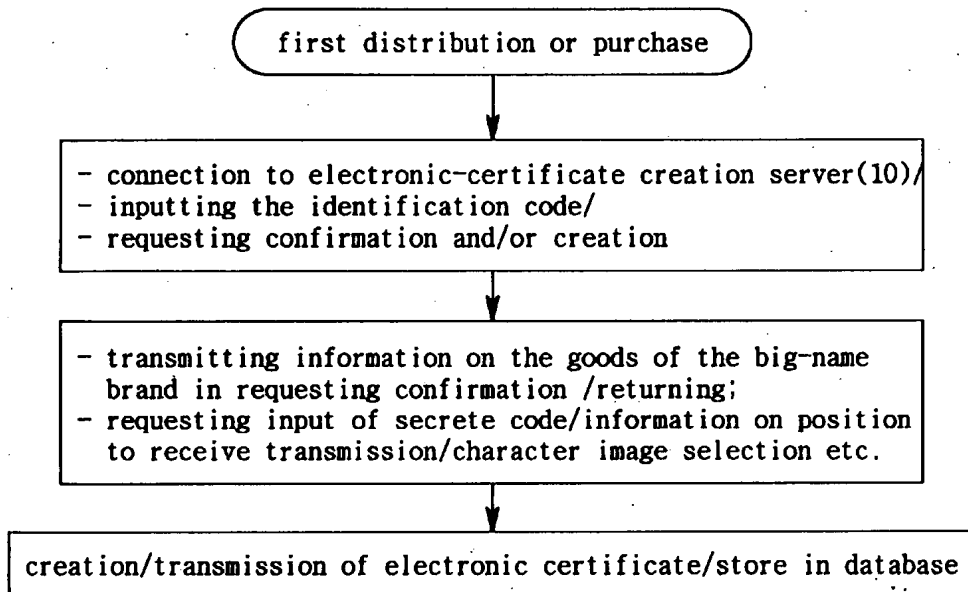 first distribution or purchase
- connection to electronic-certificate creation server(10)/
- inputting the identification code/
- requesting confirmation and/or creation
- transmitting information on the goods of the big-name
brand in requesting confirmation /returning;
- requesting input of secrete code/information on position
to receive transmission/character image selection etc.
creation/transmission of electronic certificate/store in database